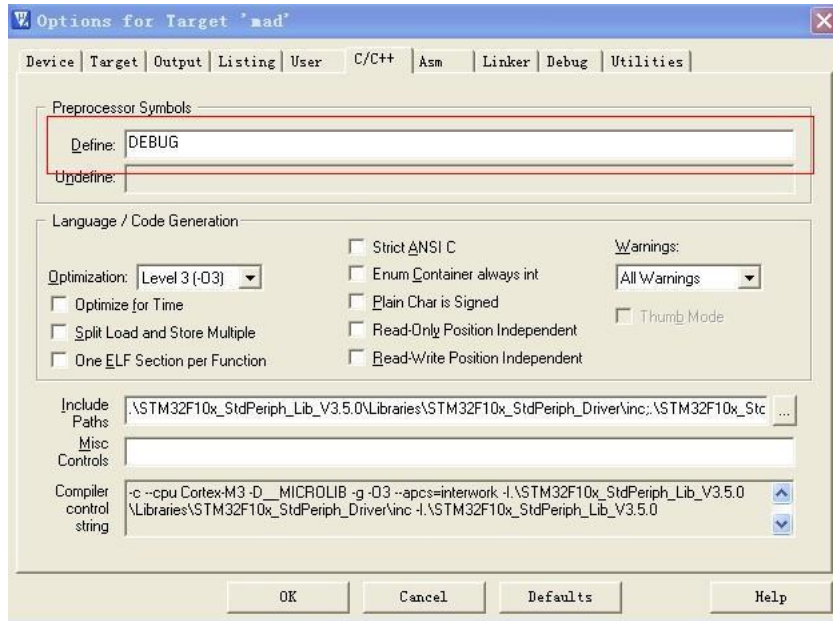 Options for Target 'mad'
Device Target Output Listing User C/C++ Asm Linker Debug Utilities
Preprocessor Symbols
Define: DEBUG
Undefine:
Language / Code Generation
Strict ANSI C Warnings:
Optimization: Level 3 (-O3) Enum Container always int All Warnings
Optimize for Time Plain Char is Signed Thumb Mode
Split Load and Store Multiple Read-Only Position Independent
One ELF Section per Function Read-Write Position Independent
Include Paths .\STM32F10x_StdPeriph_Lib_V3.5.0\Libraries\STM32F10x_StdPeriph_Driver\inc;.\STM32F10x_Stc ...
Misc Controls
Compiler control string -c --cpu Cortex-M3 -D__MICROLIB -g -O3 --apcs=interwork -I.\STM32F10x_StdPeriph_Lib_V3.5.0
\Libraries\STM32F10x_StdPeriph_Driver\inc -I.\STM32F10x_StdPeriph_Lib_V3.5.0
OK Cancel Defaults Help